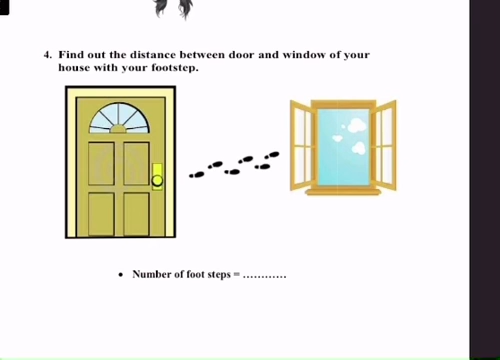 4. Find out the distance between door and window of your
house with your footstep.
• Number of foot steps = ............